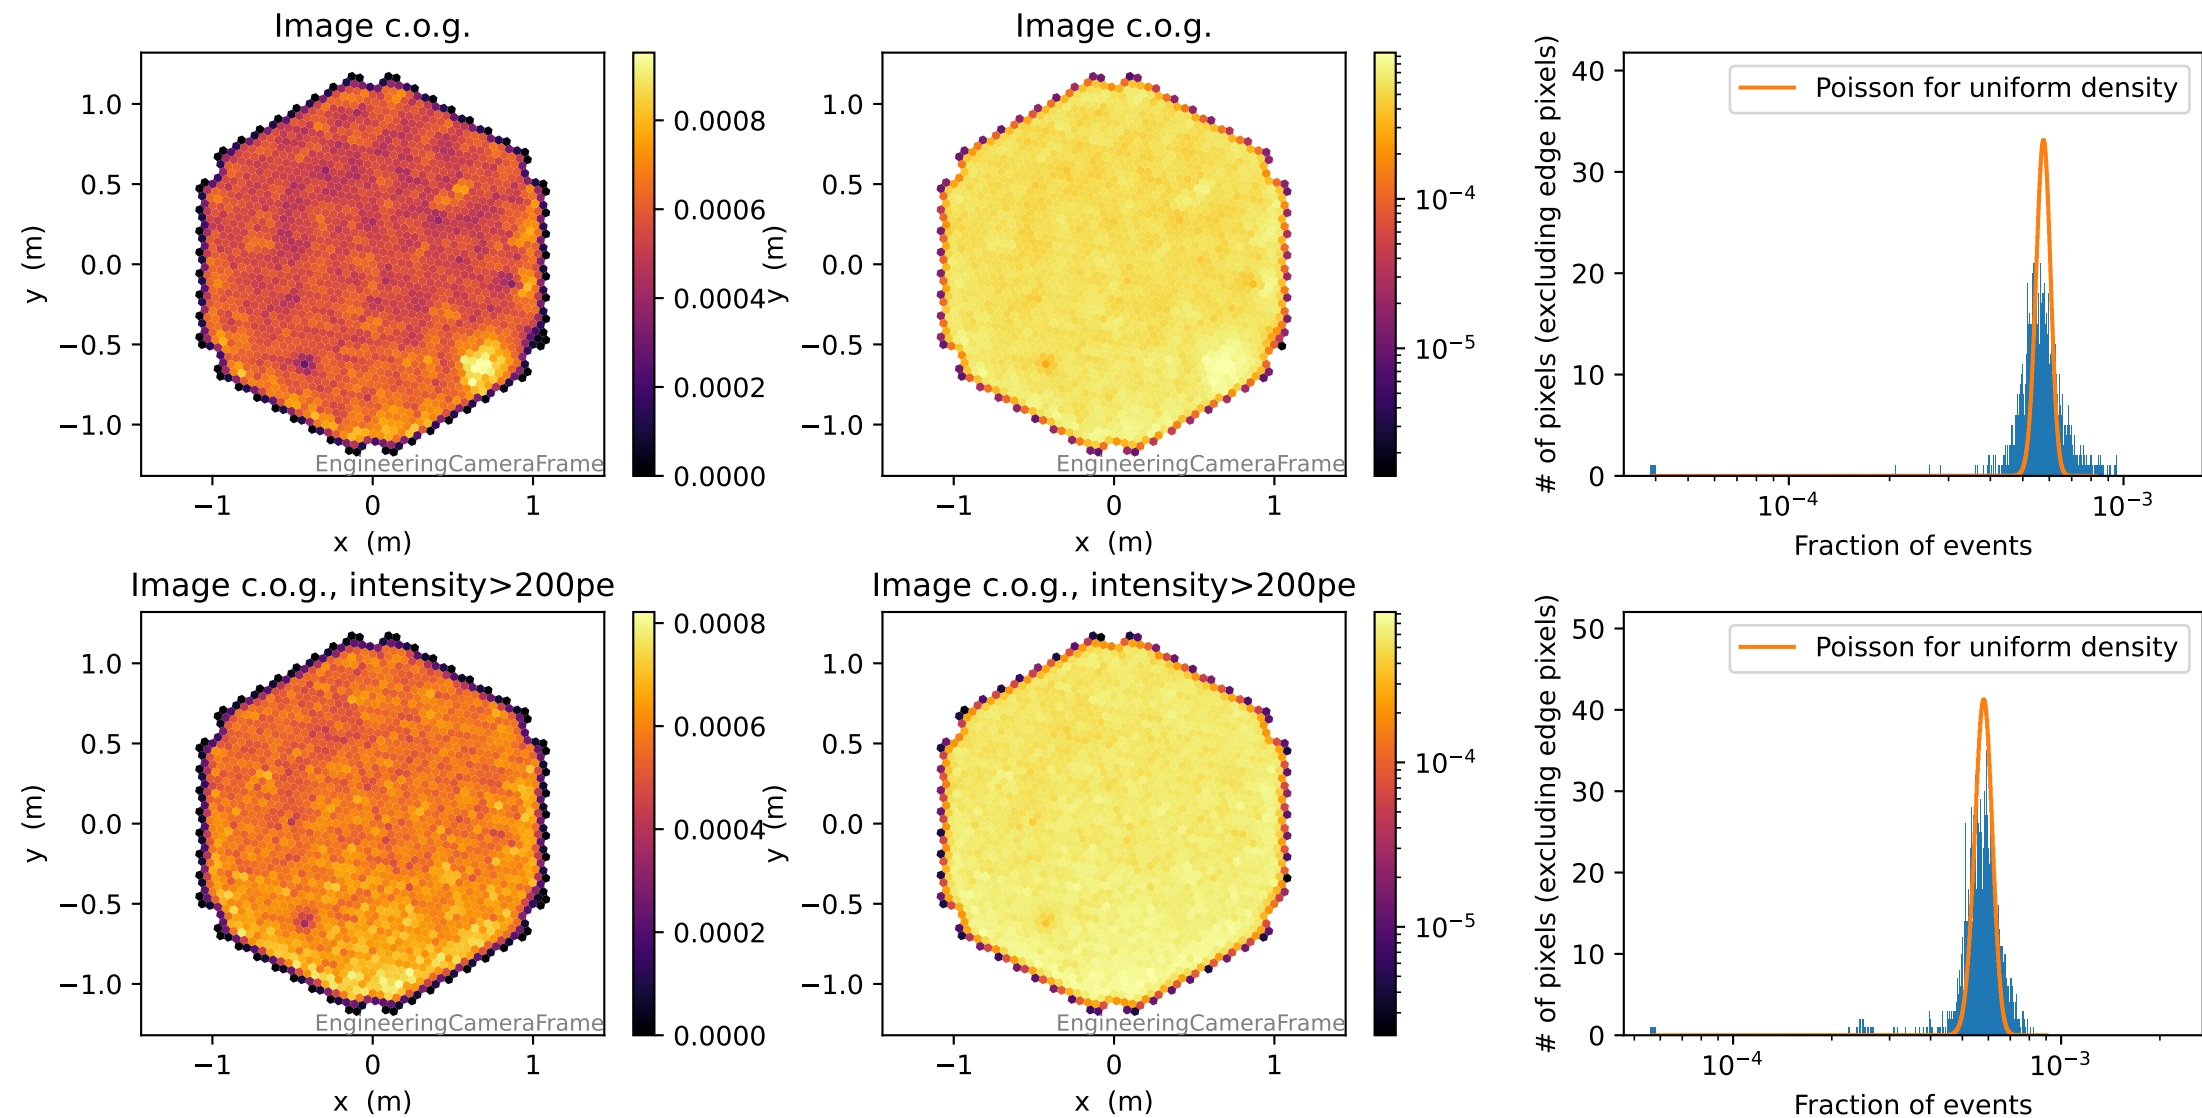 Image c.o.g.
y (m)
1.0
0.5
0.0
−0.5
−1.0
−1
0
1
x (m)
EngineeringCameraFrame
0.0008
0.0006
0.0004
0.0002
0.0000
Image c.o.g.
y (m)
1.0
0.5
0.0
−0.5
−1.0
−1
0
1
x (m)
EngineeringCameraFrame
10−4
10−5
# of pixels (excluding edge pixels)
40
30
20
10
0
Poisson for uniform density
10−4
10−3
Fraction of events
Image c.o.g., intensity>200pe
y (m)
1.0
0.5
0.0
−0.5
−1.0
−1
0
1
x (m)
EngineeringCameraFrame
0.0008
0.0006
0.0004
0.0002
0.0000
Image c.o.g., intensity>200pe
y (m)
1.0
0.5
0.0
−0.5
−1.0
−1
0
1
x (m)
EngineeringCameraFrame
10−4
10−5
# of pixels (excluding edge pixels)
50
40
30
20
10
0
Poisson for uniform density
10−4
10−3
Fraction of events